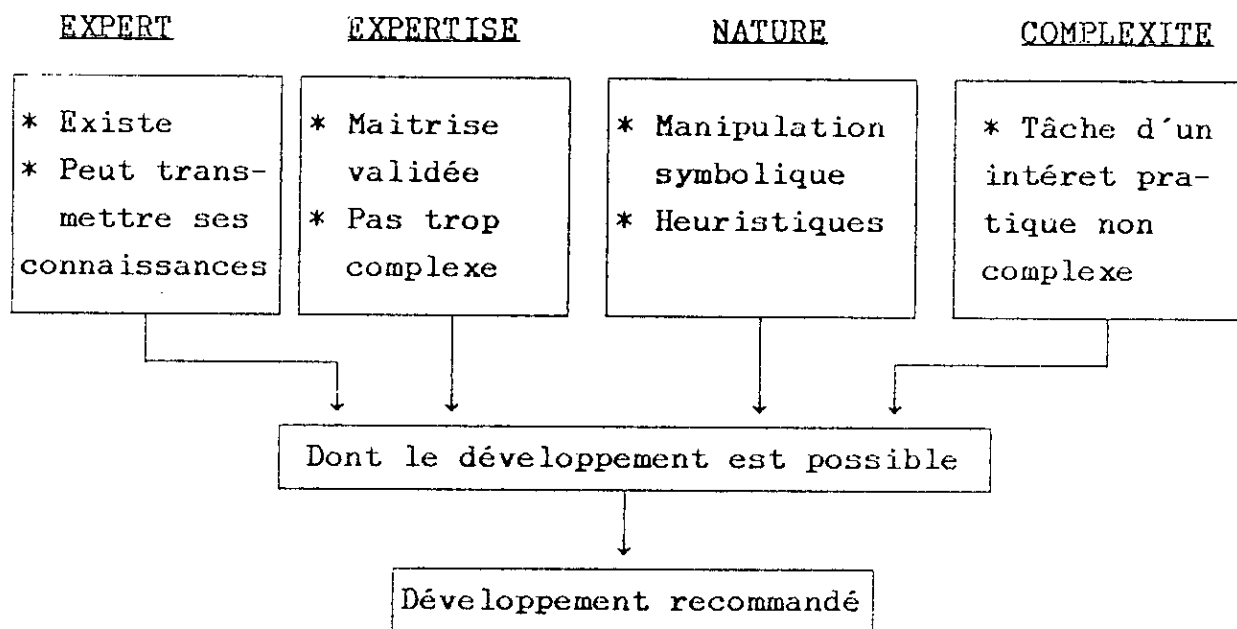 EXPERT EXPERTISE NATURE COMPLEXITE
* Existe
* Peut trans-
mettre ses
connaissances
* Maitrise
validée
* Pas trop
complexe
* Manipulation
symbolique
* Heuristiques
* Tâche d´un
intéret pra-
tique non
complexe
Dont le développement est possible
Développement recommandé